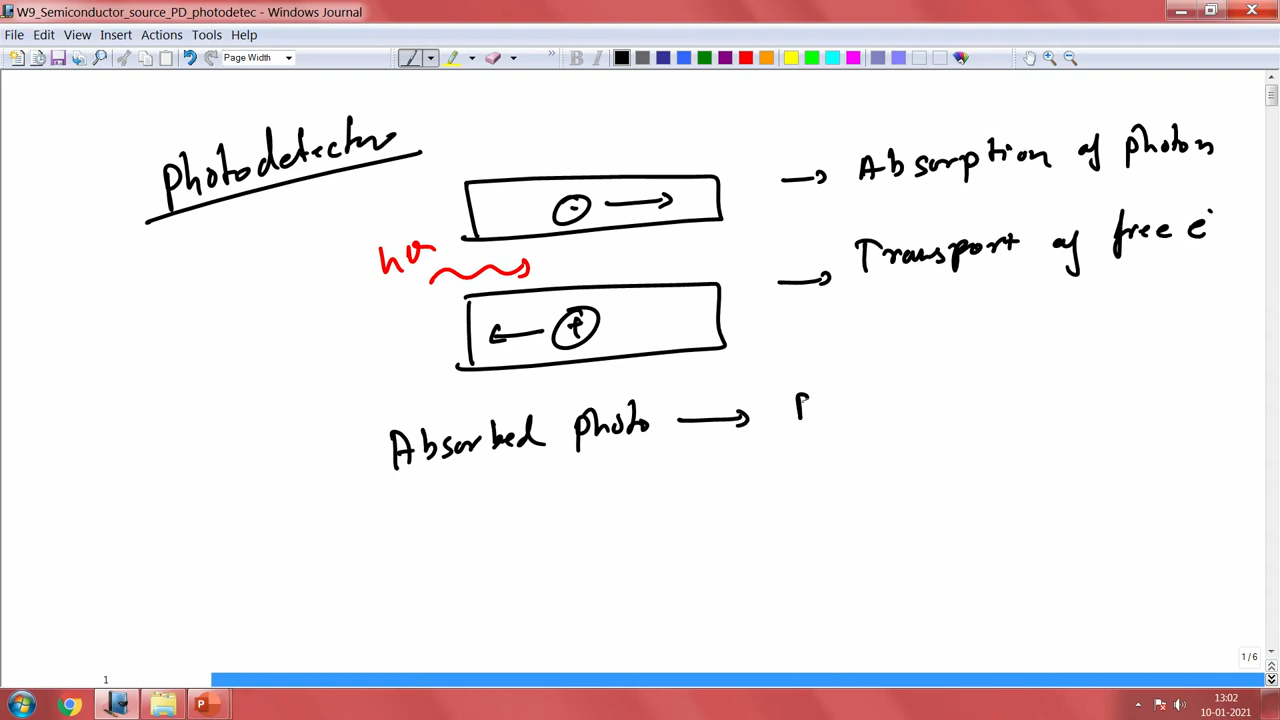 W9_Semiconductor_source_PD_photodetec - Windows Journal
File Edit View Insert Actions Tools Help
Page Width
B I
Photodetector
→ Absorption of photon
- →
hν
→ Transport of free e-
+ ←
Absorbed photo → P
1/6
1
13:02
10-01-2021